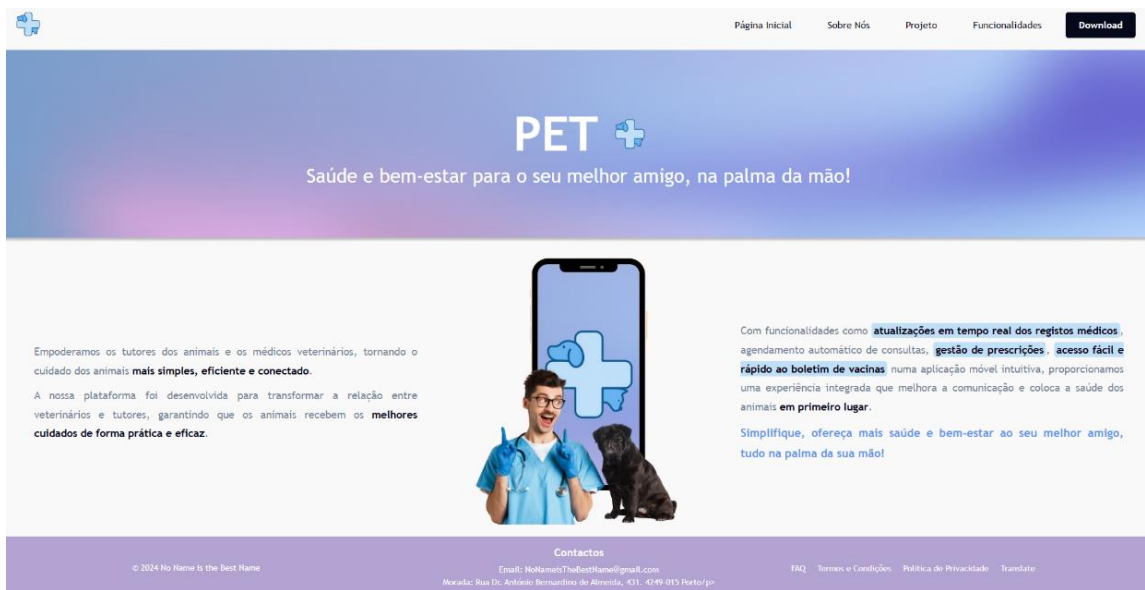 Página Inicial Sobre Nós Projeto Funcionalidades Download
PET
Saúde e bem-estar para o seu melhor amigo, na palma da mão!
Empoderamos os tutores dos animais e os médicos veterinários, tornando o
cuidado dos animais mais simples, eficiente e conectado.
A nossa plataforma foi desenvolvida para transformar a relação entre
veterinários e tutores, garantindo que os animais recebem os melhores
cuidados de forma prática e eficaz.
Com funcionalidades como atualizações em tempo real dos registos médicos,
agendamento automático de consultas, gestão de prescrições, acesso fácil e
rápido ao boletim de vacinas numa aplicação móvel intuitiva, proporcionamos
uma experiência integrada que melhora a comunicação e coloca a saúde dos
animais em primeiro lugar.
Simplifique, ofereça mais saúde e bem-estar ao seu melhor amigo,
tudo na palma da sua mão!
© 2024 No Name Is the Best Name
Contactos
Email: NoNameIsTheBestName@gmail.com
Morada: Rua Dr. António Bernardino de Almeida, 431. 4249-015 Porto/p>
FAQ Termos e Condições Política de Privacidade Translate